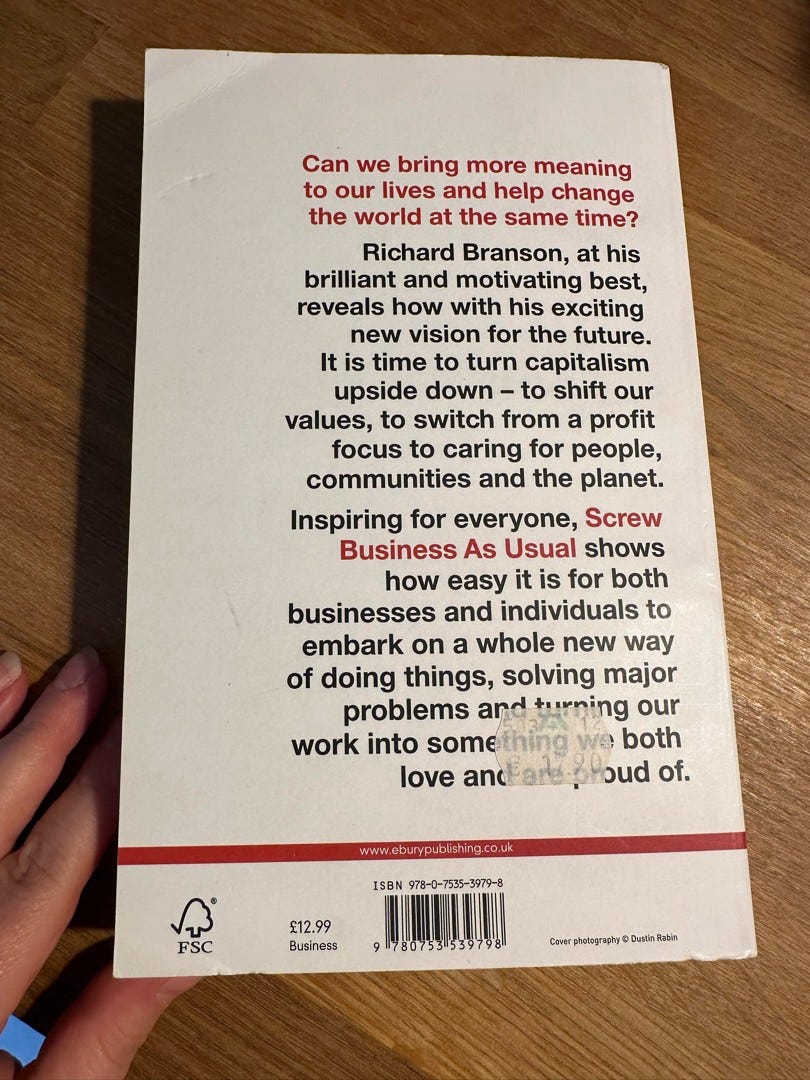 Can we bring more meaning
to our lives and help change
the world at the same time?
Richard Branson, at his
brilliant and motivating best,
reveals how with his exciting
new vision for the future.
It is time to turn capitalism
upside down – to shift our
values, to switch from a profit
focus to caring for people,
communities and the planet.
Inspiring for everyone, Screw
Business As Usual shows
how easy it is for both
businesses and individuals to
embark on a whole new way
of doing things, solving major
problems and turning our
work into something we both
love and are proud of.
www.eburypublishing.co.uk
ISBN 978-0-7535-3979-8
9 780753 539798
FSC
®
£12.99
Business
Cover photography © Dustin Rabin